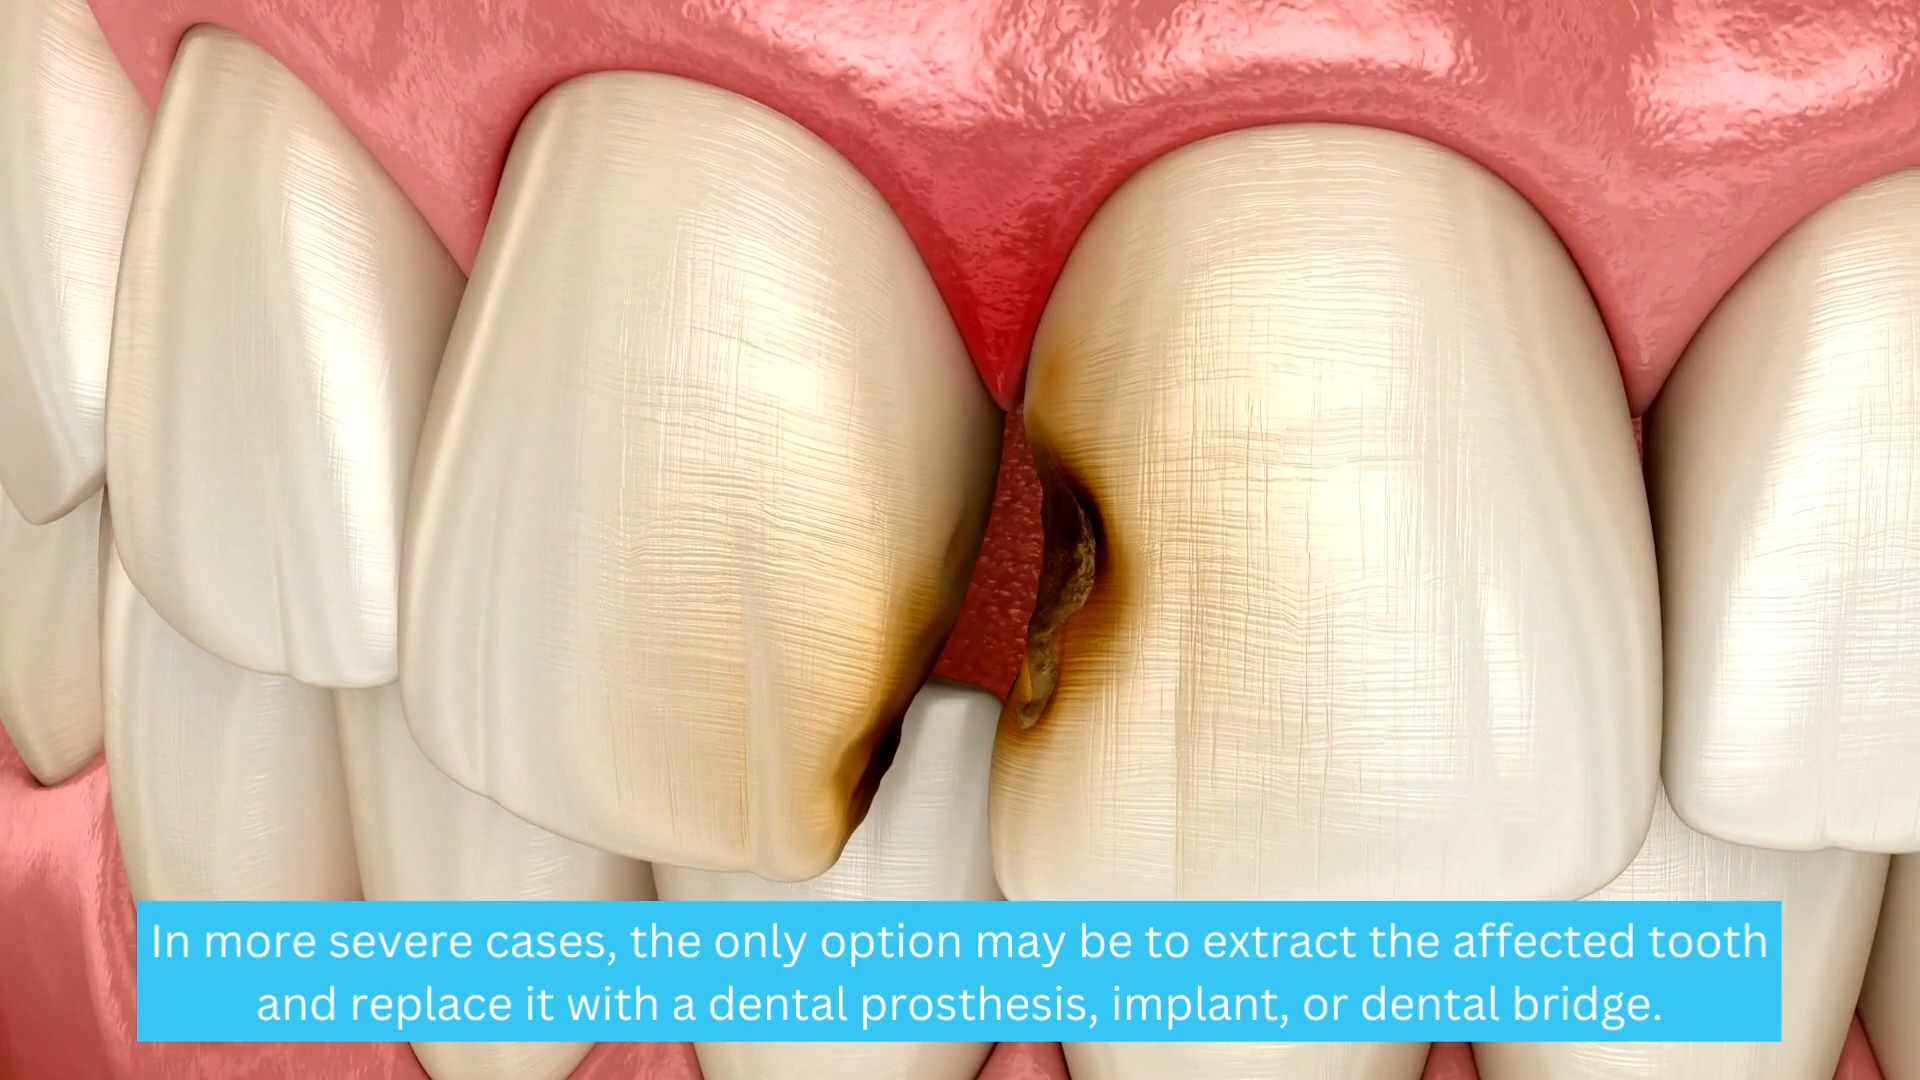 In more severe cases, the only option may be to extract the affected tooth
and replace it with a dental prosthesis, implant, or dental bridge.